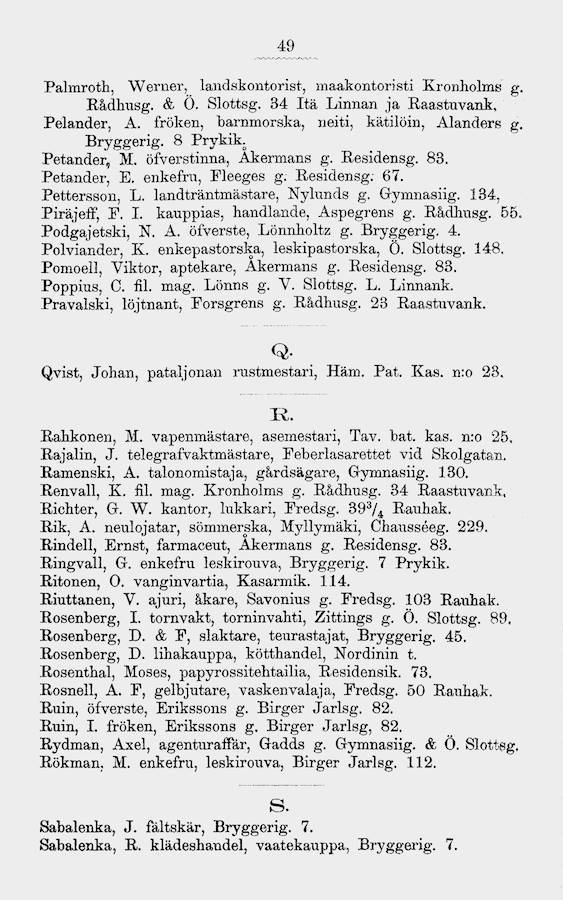 49
Palmroth, Werner, landskontorist, maakontoristi Kronholms g.
Rådhusg. & Ö. Slottsg. 34 Itä Linnan ja Raastuvank.
Pelander, A. fröken, barnmorska, neiti, kätilöin, Alanders g.
Bryggerig. 8 Prykik.
Petander, M. öfverstinna, Åkermans g. Residensg. 83.
Petander, E. enkefru, Fleeges g. Residensg. 67.
Pettersson, L. landträntmästare, Nylunds g. Gymnasiig. 134,
Piräjeff, F. I. kauppias, handlande, Aspegrens g. Rådhusg. 55.
Podgajetski, N. A. öfverste, Lönnholtz g. Bryggerig. 4.
Polviander, K. enkepastorska, leskipastorska, Ö. Slottsg. 148.
Pomoell, Viktor, aptekare, Åkermans g. Residensg. 83.
Poppius, C. fil. mag. Lönns g. V. Slottsg. L. Linnank.
Pravalski, löjtnant, Forsgrens g. Rådhusg. 23 Raastuvank.
Q.
Qvist, Johan, pataljonan rustmestari, Häm. Pat. Kas. n:o 23.
R.
Rahkonen, M. vapenmästare, asemestari, Tav. bat. kas. n:o 25.
Rajalin, J. telegrafvaktmästare, Feberlasarettet vid Skolgatan.
Ramenski, A. talonomistaja, gårdsägare, Gymnasiig. 130.
Renvall, K. fil. mag. Kronholms g. Rådhusg. 34 Raastuvank.
Richter, G. W. kantor, lukkari, Fredsg. 39³/₄ Rauhak.
Rik, A. neulojatar, sömmerska, Myllymäki, Chausséeg. 229.
Rindell, Ernst, farmaceut, Åkermans g. Residensg. 83.
Ringvall, G. enkefru leskirouva, Bryggerig. 7 Prykik.
Ritonen, O. vanginvartia, Kasarmik. 114.
Riuttanen, V. ajuri, åkare, Savonius g. Fredsg. 103 Rauhak.
Rosenberg, I. tornvakt, torninvahti, Zittings g. Ö. Slottsg. 89.
Rosenberg, D. & F, slaktare, teurastajat, Bryggerig. 45.
Rosenberg, D. lihakauppa, kötthandel, Nordinin t.
Rosenthal, Moses, papyrossitehtailia, Residensik. 73.
Rosnell, A. F, gelbjutare, vaskenvalaja, Fredsg. 50 Rauhak.
Ruin, öfverste, Erikssons g. Birger Jarlsg. 82.
Ruin, I. fröken, Erikssons g. Birger Jarlsg, 82.
Rydman, Axel, agenturaffär, Gadds g. Gymnasiig. & Ö. Slottsg.
Rökman, M. enkefru, leskirouva, Birger Jarlsg. 112.
S.
Sabalenka, J. fältskär, Bryggerig. 7.
Sabalenka, R. klädeshandel, vaatekauppa, Bryggerig. 7.